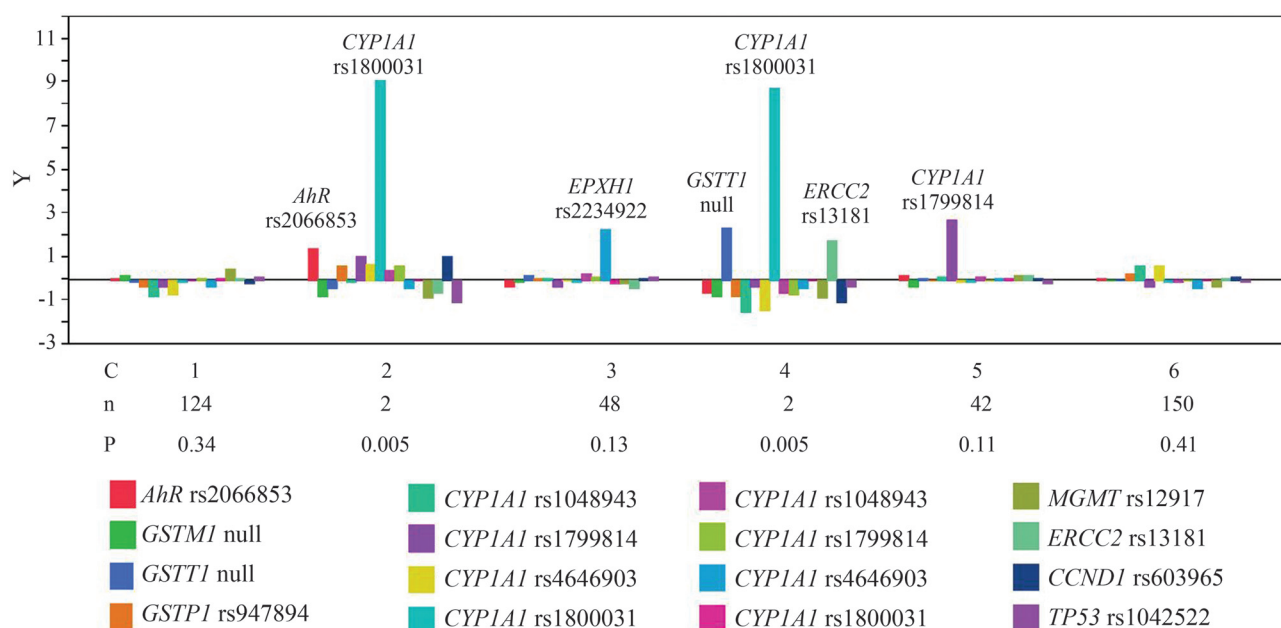 CYP1A1
rs1800031
CYP1A1
rs1800031
AhR
rs2066853
EPXH1
rs2234922
GSTT1
null
ERCC2
rs13181
CYP1A1
rs1799814
Y
11
9
7
5
3
1
-1
-3
C 1 2 3 4 5 6
n 124 2 48 2 42 150
P 0.34 0.005 0.13 0.005 0.11 0.41
AhR rs2066853 CYP1A1 rs1048943 CYP1A1 rs1048943 MGMT rs12917
GSTM1 null CYP1A1 rs1799814 CYP1A1 rs1799814 ERCC2 rs13181
GSTT1 null CYP1A1 rs4646903 CYP1A1 rs4646903 CCND1 rs603965
GSTP1 rs947894 CYP1A1 rs1800031 CYP1A1 rs1800031 TP53 rs1042522